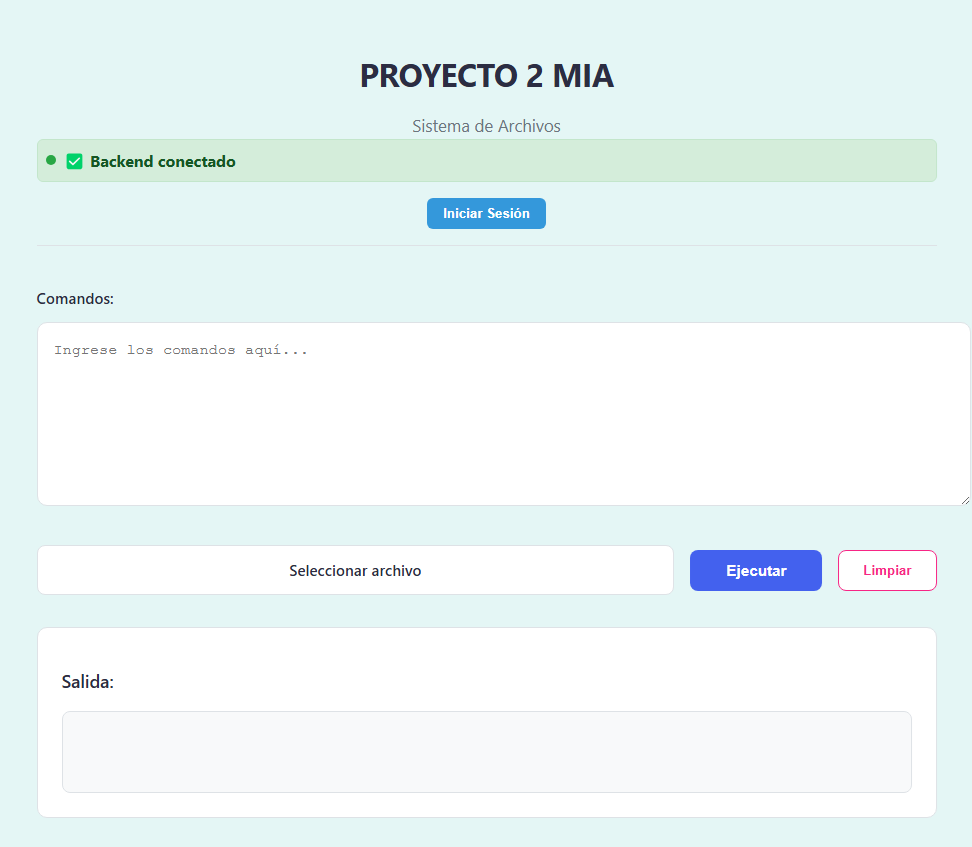 PROYECTO 2 MIA
Sistema de Archivos
✅ Backend conectado
Iniciar Sesión
Comandos:
Ingrese los comandos aquí...
Seleccionar archivo
Ejecutar
Limpiar
Salida: